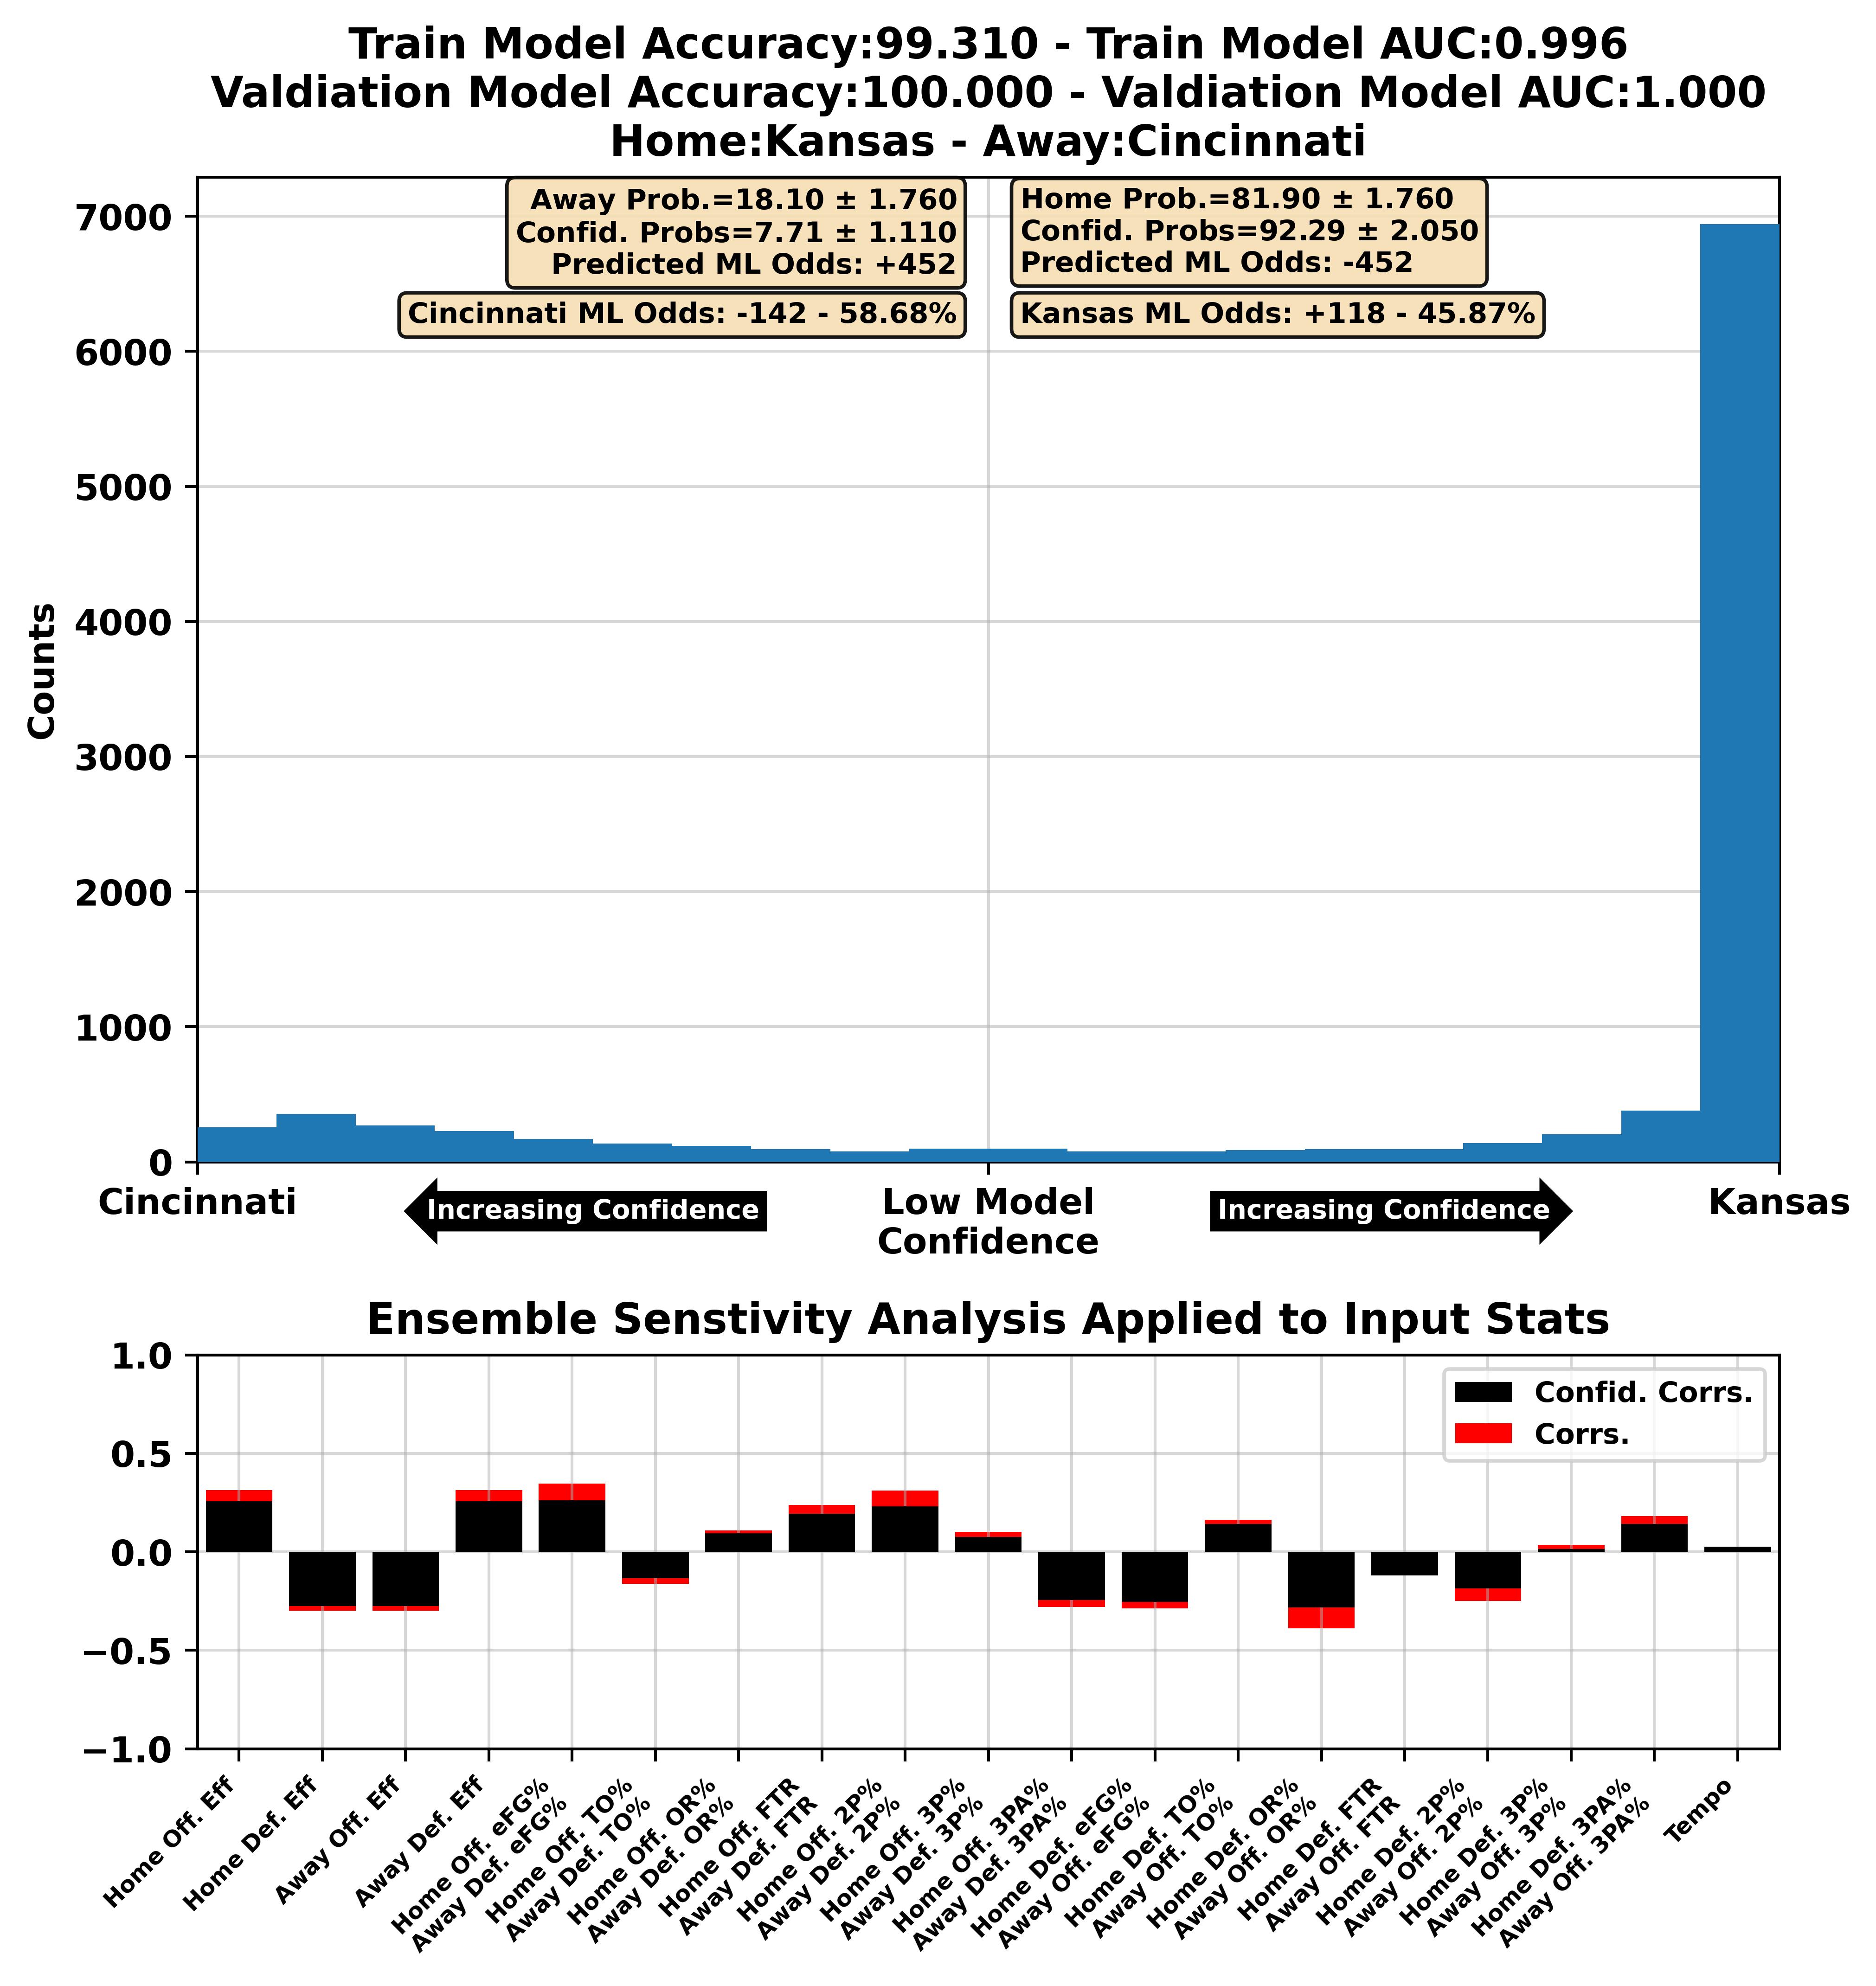 Train Model Accuracy:99.310 - Train Model AUC:0.996
Valdiation Model Accuracy:100.000 - Valdiation Model AUC:1.000
Home:Kansas - Away:Cincinnati
Away Prob.=18.10 ± 1.760
Confid. Probs=7.71 ± 1.110
Predicted ML Odds: +452
Cincinnati ML Odds: -142 - 58.68%
Home Prob.=81.90 ± 1.760
Confid. Probs=92.29 ± 2.050
Predicted ML Odds: -452
Kansas ML Odds: +118 - 45.87%
Counts
7000
6000
5000
4000
3000
2000
1000
0
Cincinnati
Increasing Confidence
Low Model
Confidence
Increasing Confidence
Kansas
Ensemble Senstivity Analysis Applied to Input Stats
1.0
0.5
0.0
−0.5
−1.0
Confid. Corrs.
Corrs.
Home Off. Eff
Home Def. Eff
Away Off. Eff
Away Def. Eff
Home Off. eFG%
Away Def. eFG%
Home Off. TO%
Away Def. TO%
Home Off. OR%
Away Def. OR%
Home Off. FTR
Away Def. FTR
Home Off. 2P%
Away Def. 2P%
Home Off. 3P%
Away Def. 3P%
Home Off. 3PA%
Away Def. 3PA%
Home Def. eFG%
Away Off. eFG%
Home Def. TO%
Away Off. TO%
Home Def. OR%
Away Off. OR%
Home Def. FTR
Away Off. FTR
Home Def. 2P%
Away Off. 2P%
Home Def. 3P%
Away Off. 3P%
Home Def. 3PA%
Away Off. 3PA%
Tempo